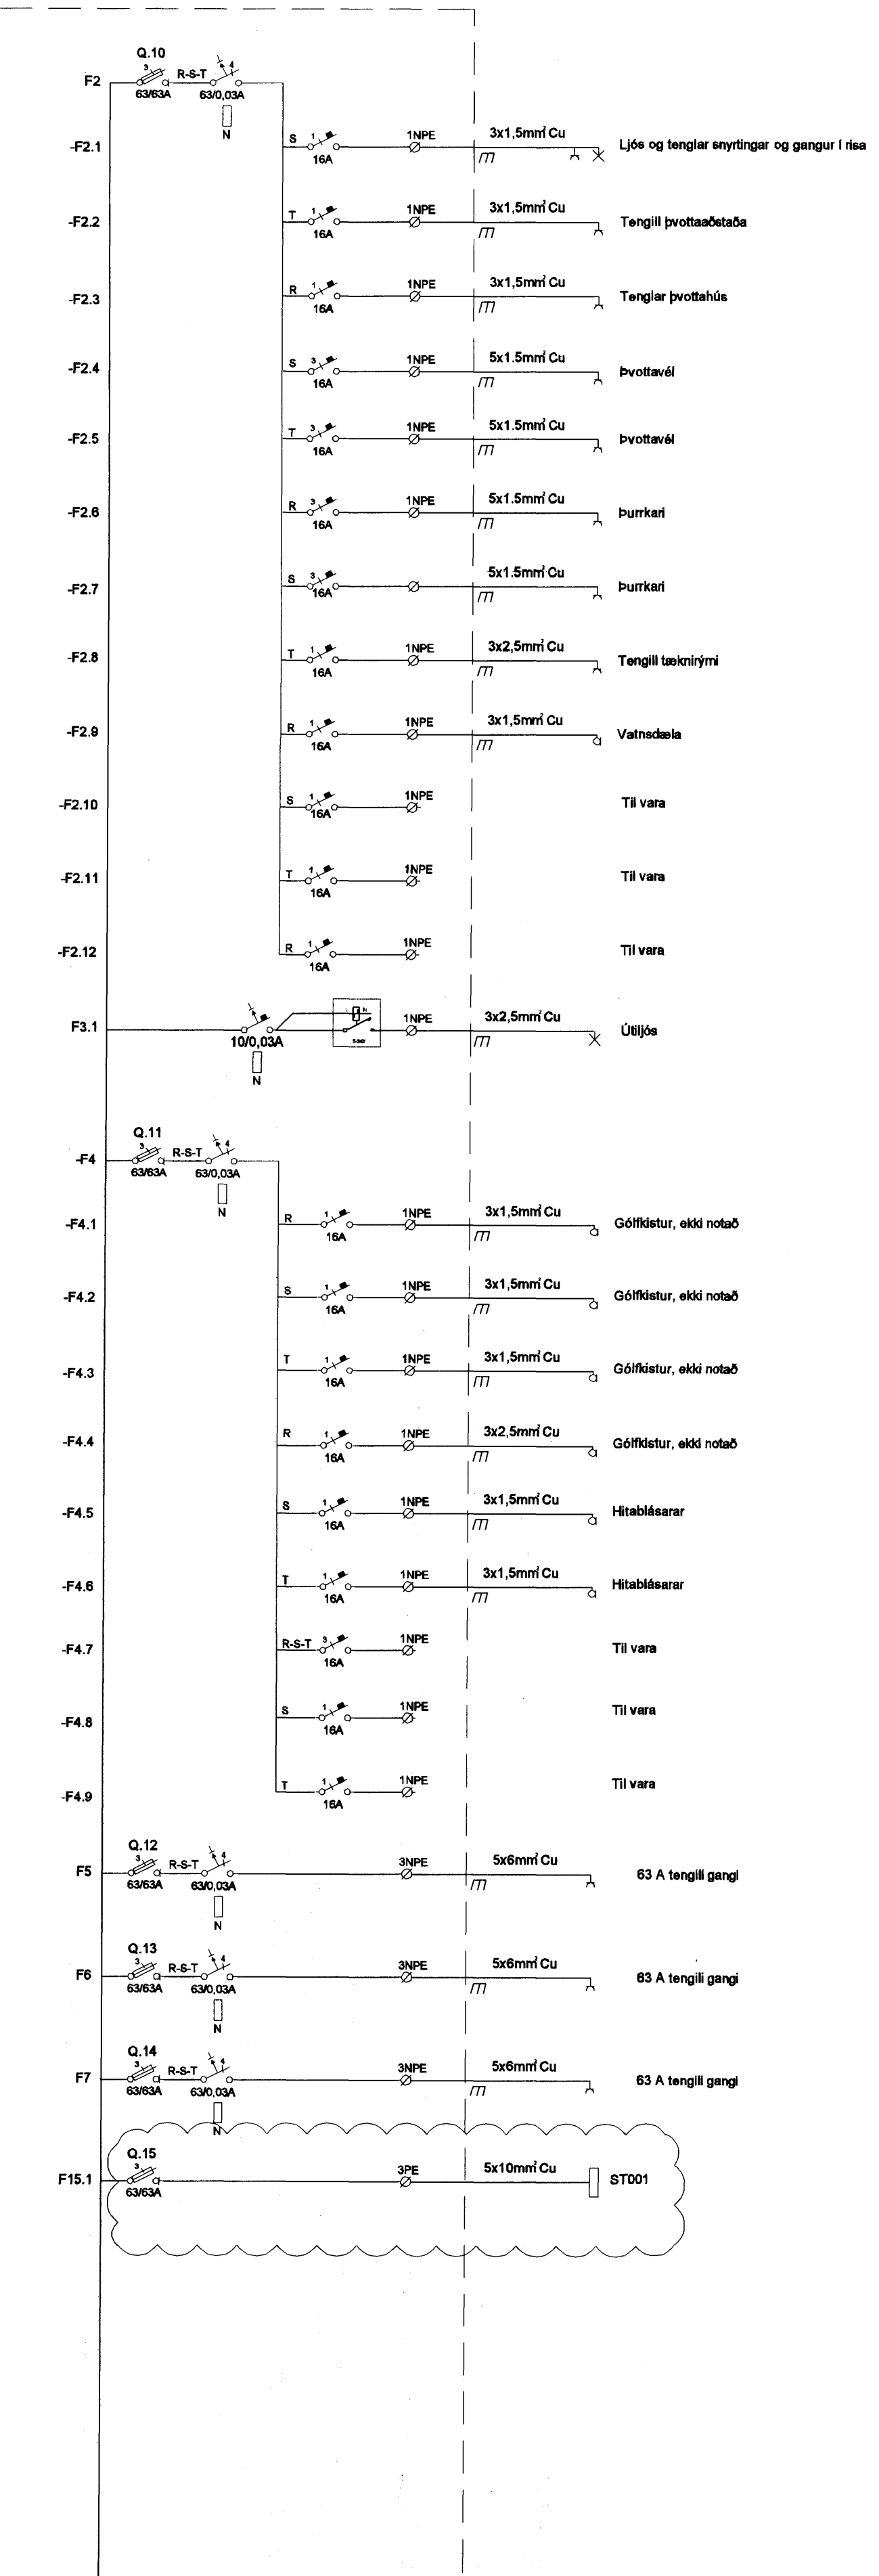 Q.10
F2 3 R-S-T 4
63/63A 63/0,03A
N
-F2.1 S 1 16A 1NPE 3x1,5mm² Cu Ljós og tenglar snyrtingar og gangur í risa
-F2.2 T 1 16A 1NPE 3x1,5mm² Cu Tengill þvottaaðstaða
-F2.3 R 1 16A 1NPE 3x1,5mm² Cu Tenglar þvottahús
-F2.4 S 3 16A 1NPE 5x1.5mm² Cu Þvottavél
-F2.5 T 3 16A 1NPE 5x1.5mm² Cu Þvottavél
-F2.6 R 3 16A 1NPE 5x1.5mm² Cu Þurrkari
-F2.7 S 3 16A 5x1.5mm² Cu Þurrkari
-F2.8 T 1 16A 1NPE 3x2,5mm² Cu Tengill tæknirými
-F2.9 R 1 16A 1NPE 3x1,5mm² Cu Vatnsdæla
-F2.10 S 1 16A 1NPE Til vara
-F2.11 T 1 16A 1NPE Til vara
-F2.12 R 1 16A 1NPE Til vara
F3.1 10/0,03A 1NPE 3x2,5mm² Cu Útiljós
N
Q.11
-F4 3 R-S-T 4
63/63A 63/0,03A
N
-F4.1 R 1 16A 1NPE 3x1,5mm² Cu Gólfkistur, ekki notað
-F4.2 S 1 16A 1NPE 3x1,5mm² Cu Gólfkistur, ekki notað
-F4.3 T 1 16A 1NPE 3x1,5mm² Cu Gólfkistur, ekki notað
-F4.4 R 1 16A 1NPE 3x2,5mm² Cu Gólfkistur, ekki notað
-F4.5 S 1 16A 1NPE 3x1,5mm² Cu Hitablásarar
-F4.6 T 1 16A 1NPE 3x1,5mm² Cu Hitablásarar
-F4.7 R-S-T 3 16A 1NPE Til vara
-F4.8 S 1 16A 1NPE Til vara
-F4.9 T 1 16A 1NPE Til vara
Q.12
F5 3 R-S-T 4 3NPE 5x6mm² Cu 63 A tengill gangi
63/63A 63/0,03A
N
Q.13
F6 3 R-S-T 4 3NPE 5x6mm² Cu 63 A tengill gangi
63/63A 63/0,03A
N
Q.14
F7 3 R-S-T 4 3NPE 5x6mm² Cu 63 A tengill gangi
63/63A 63/0,03A
N
Q.15
F15.1 3 3PE 5x10mm² Cu ST001
63/63A